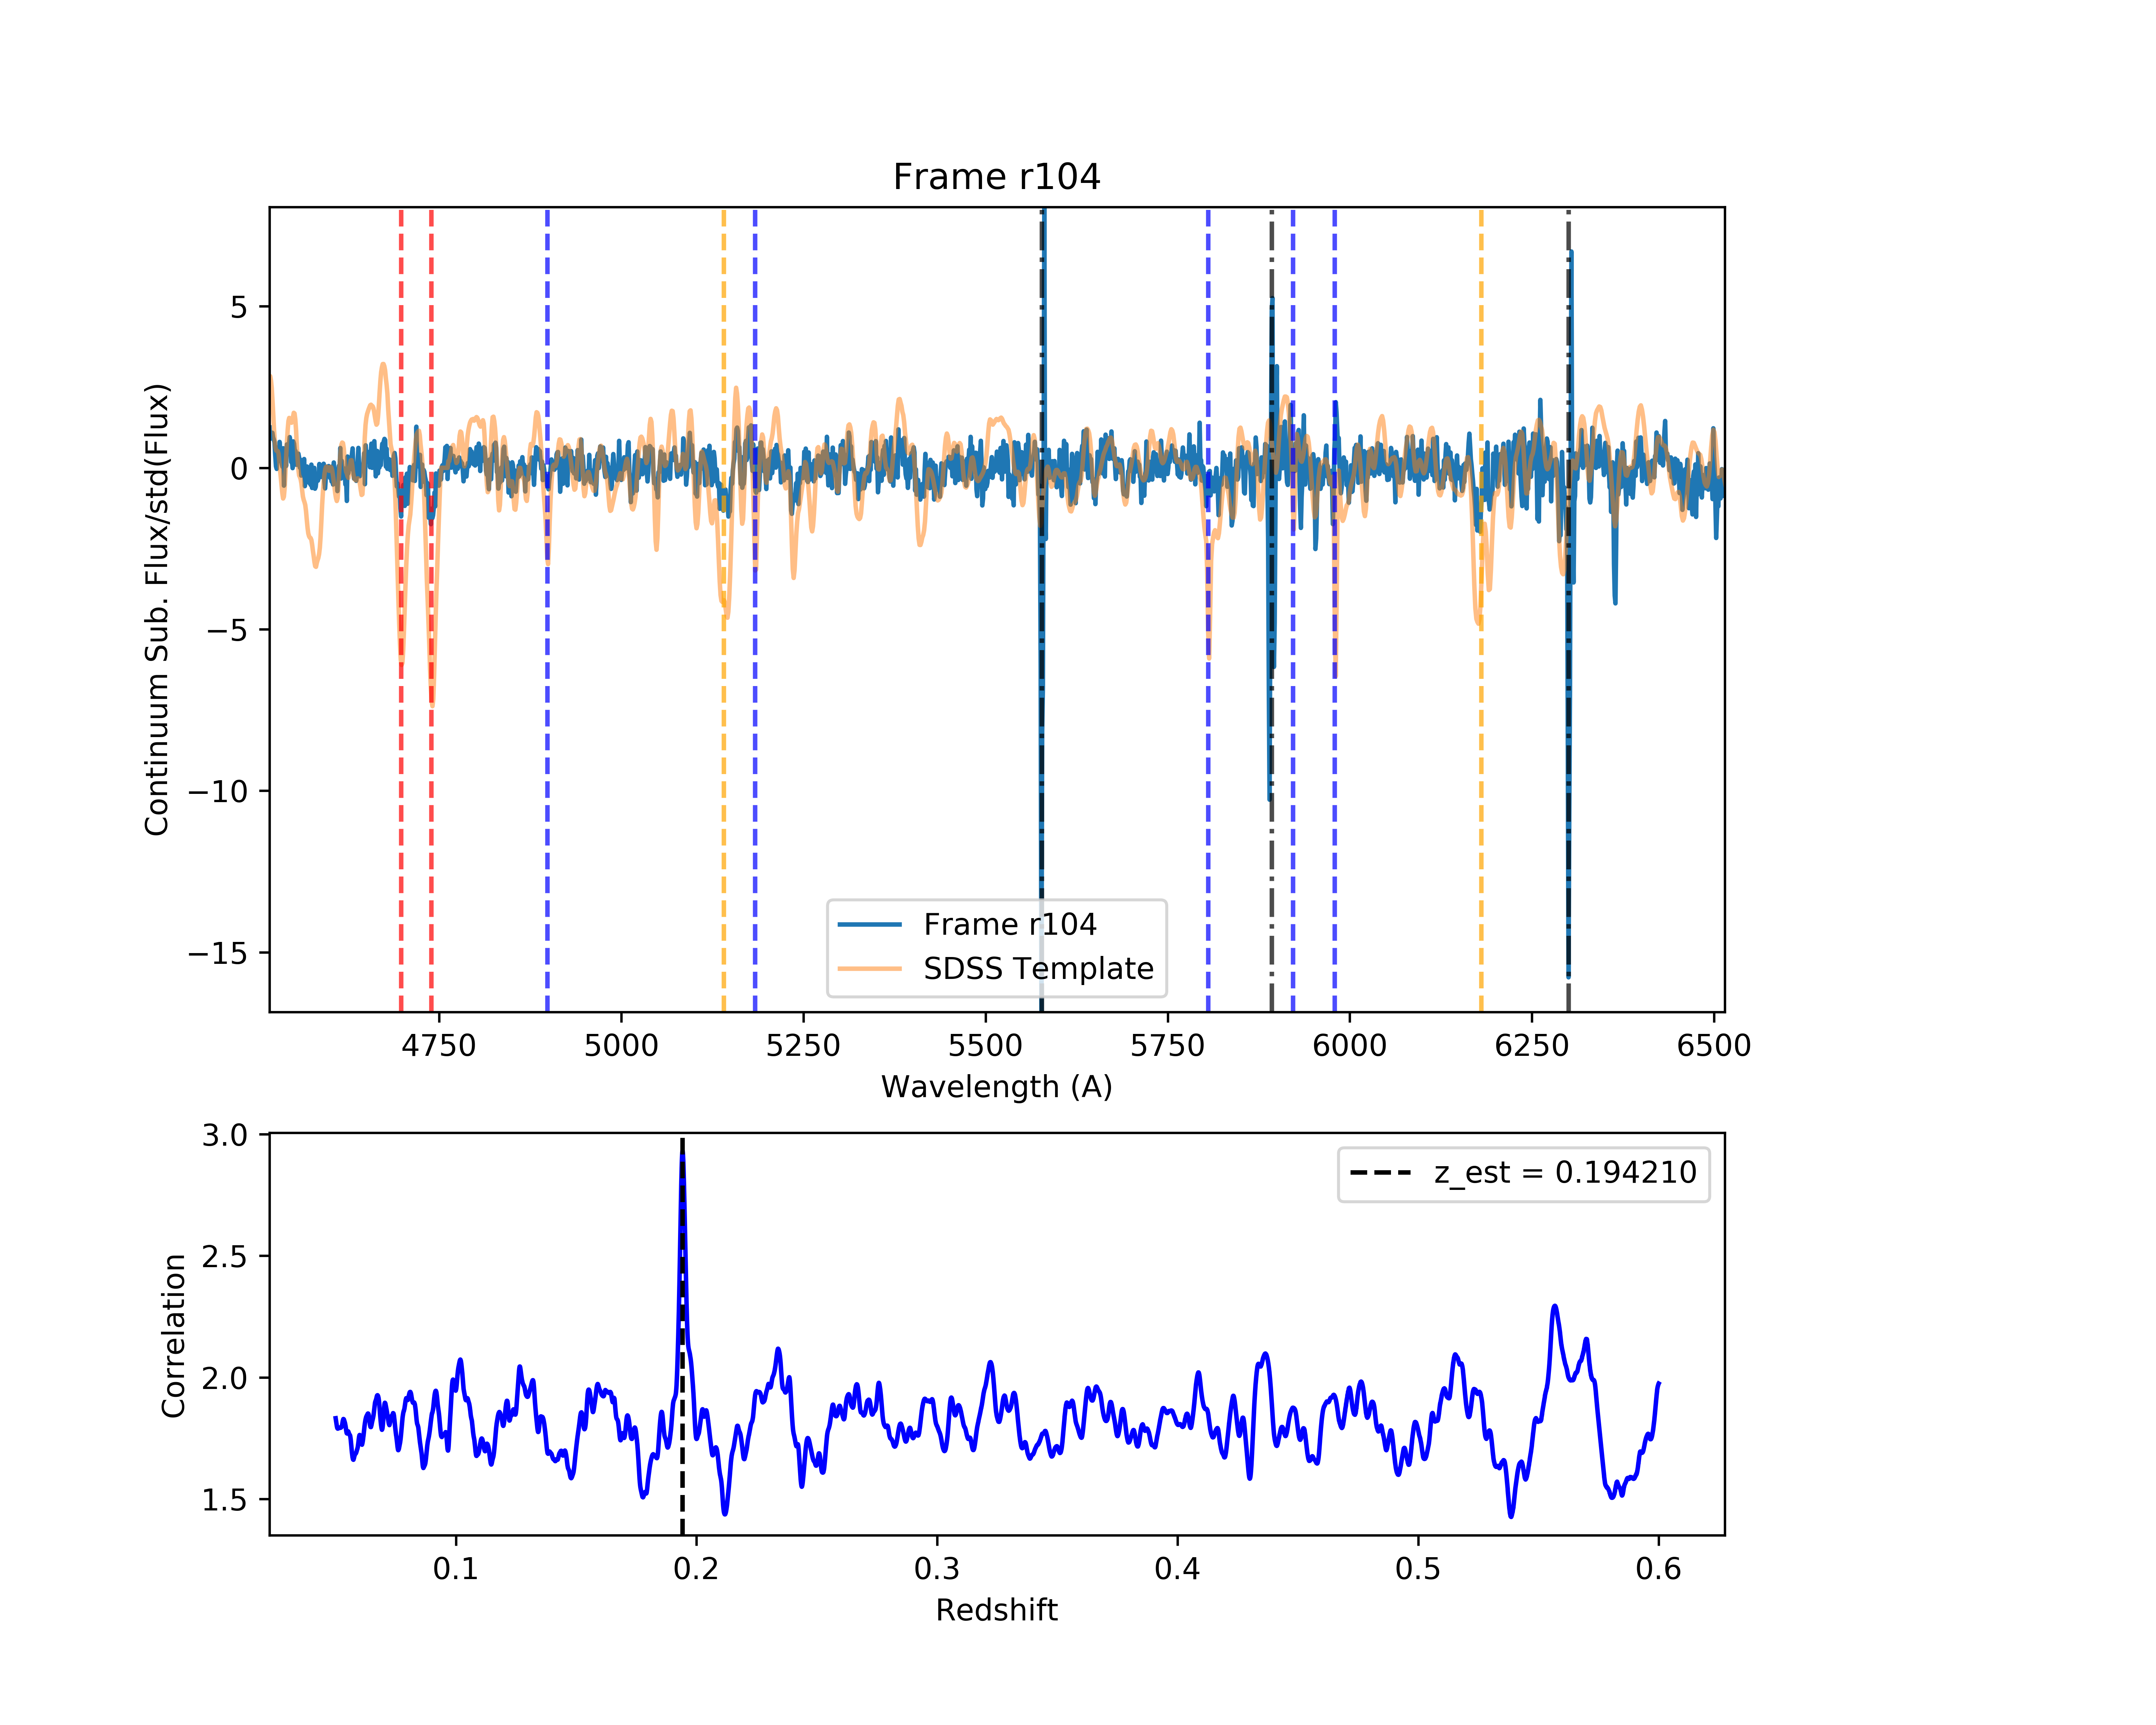 Frame r104
Continuum Sub. Flux/std(Flux)
5
0
−5
−10
−15
Frame r104
SDSS Template
4750 5000 5250 5500 5750 6000 6250 6500
Wavelength (A)
Correlation
3.0
2.5
2.0
1.5
z_est = 0.194210
0.1 0.2 0.3 0.4 0.5 0.6
Redshift